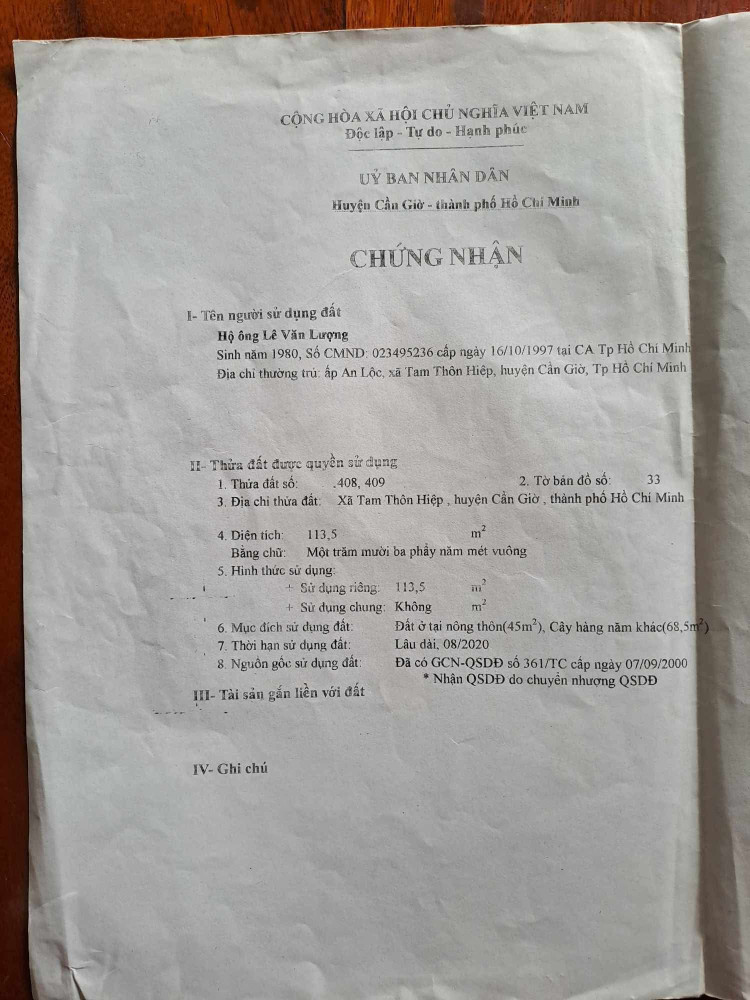 CỘNG HÒA XÃ HỘI CHỦ NGHĨA VIỆT NAM
Độc lập - Tự do - Hạnh phúc
UỶ BAN NHÂN DÂN
Huyện Cần Giờ - thành phố Hồ Chí Minh
CHỨNG NHẬN
I- Tên người sử dụng đất
Hộ ông Lê Văn Lượng
Sinh năm 1980, Số CMND: 023495236 cấp ngày 16/10/1997 tại CA Tp Hồ Chí Minh
Địa chỉ thường trú: ấp An Lộc, xã Tam Thôn Hiệp, huyện Cần Giờ, Tp Hồ Chí Minh
II- Thửa đất được quyền sử dụng
1. Thửa đất số: .408, 409 2. Tờ bản đồ số: 33
3. Địa chỉ thửa đất: Xã Tam Thôn Hiệp , huyện Cần Giờ , thành phố Hồ Chí Minh
4. Diện tích: 113,5 m²
Bằng chữ: Một trăm mười ba phẩy năm mét vuông
5. Hình thức sử dụng:
+ Sử dụng riêng: 113,5 m²
+ Sử dụng chung: Không m²
6. Mục đích sử dụng đất: Đất ở tại nông thôn(45m²), Cây hàng năm khác(68,5m²)
7. Thời hạn sử dụng đất: Lâu dài, 08/2020
8. Nguồn gốc sử dụng đất: Đã có GCN-QSDĐ số 361/TC cấp ngày 07/09/2000
* Nhận QSDĐ do chuyển nhượng QSDĐ
III- Tài sản gắn liền với đất
IV- Ghi chú